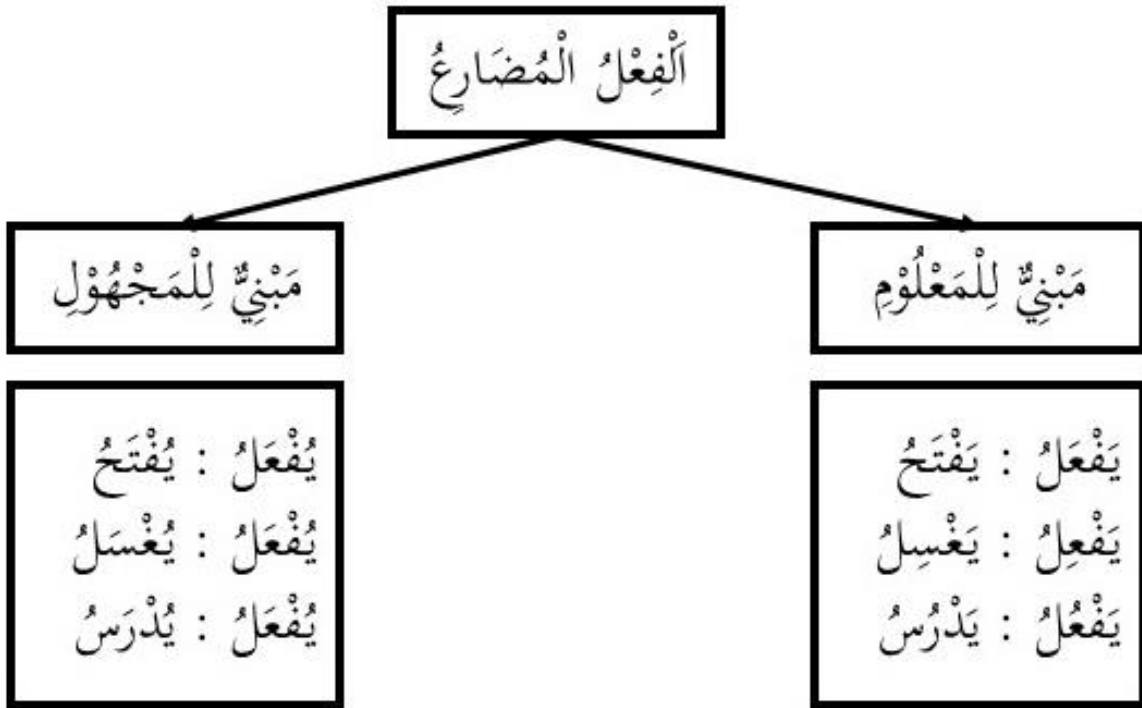 اَلْفِعْلُ الْمُضَارِعُ
مَبْنِيٌّ لِلْمَعْلُوْمِ
مَبْنِيٌّ لِلْمَجْهُوْلِ
يَفْعَلُ : يَفْتَحُ
يَفْعِلُ : يَغْسِلُ
يَفْعُلُ : يَدْرُسُ
يُفْعَلُ : يُفْتَحُ
يُفْعَلُ : يُغْسَلُ
يُفْعَلُ : يُدْرَسُ